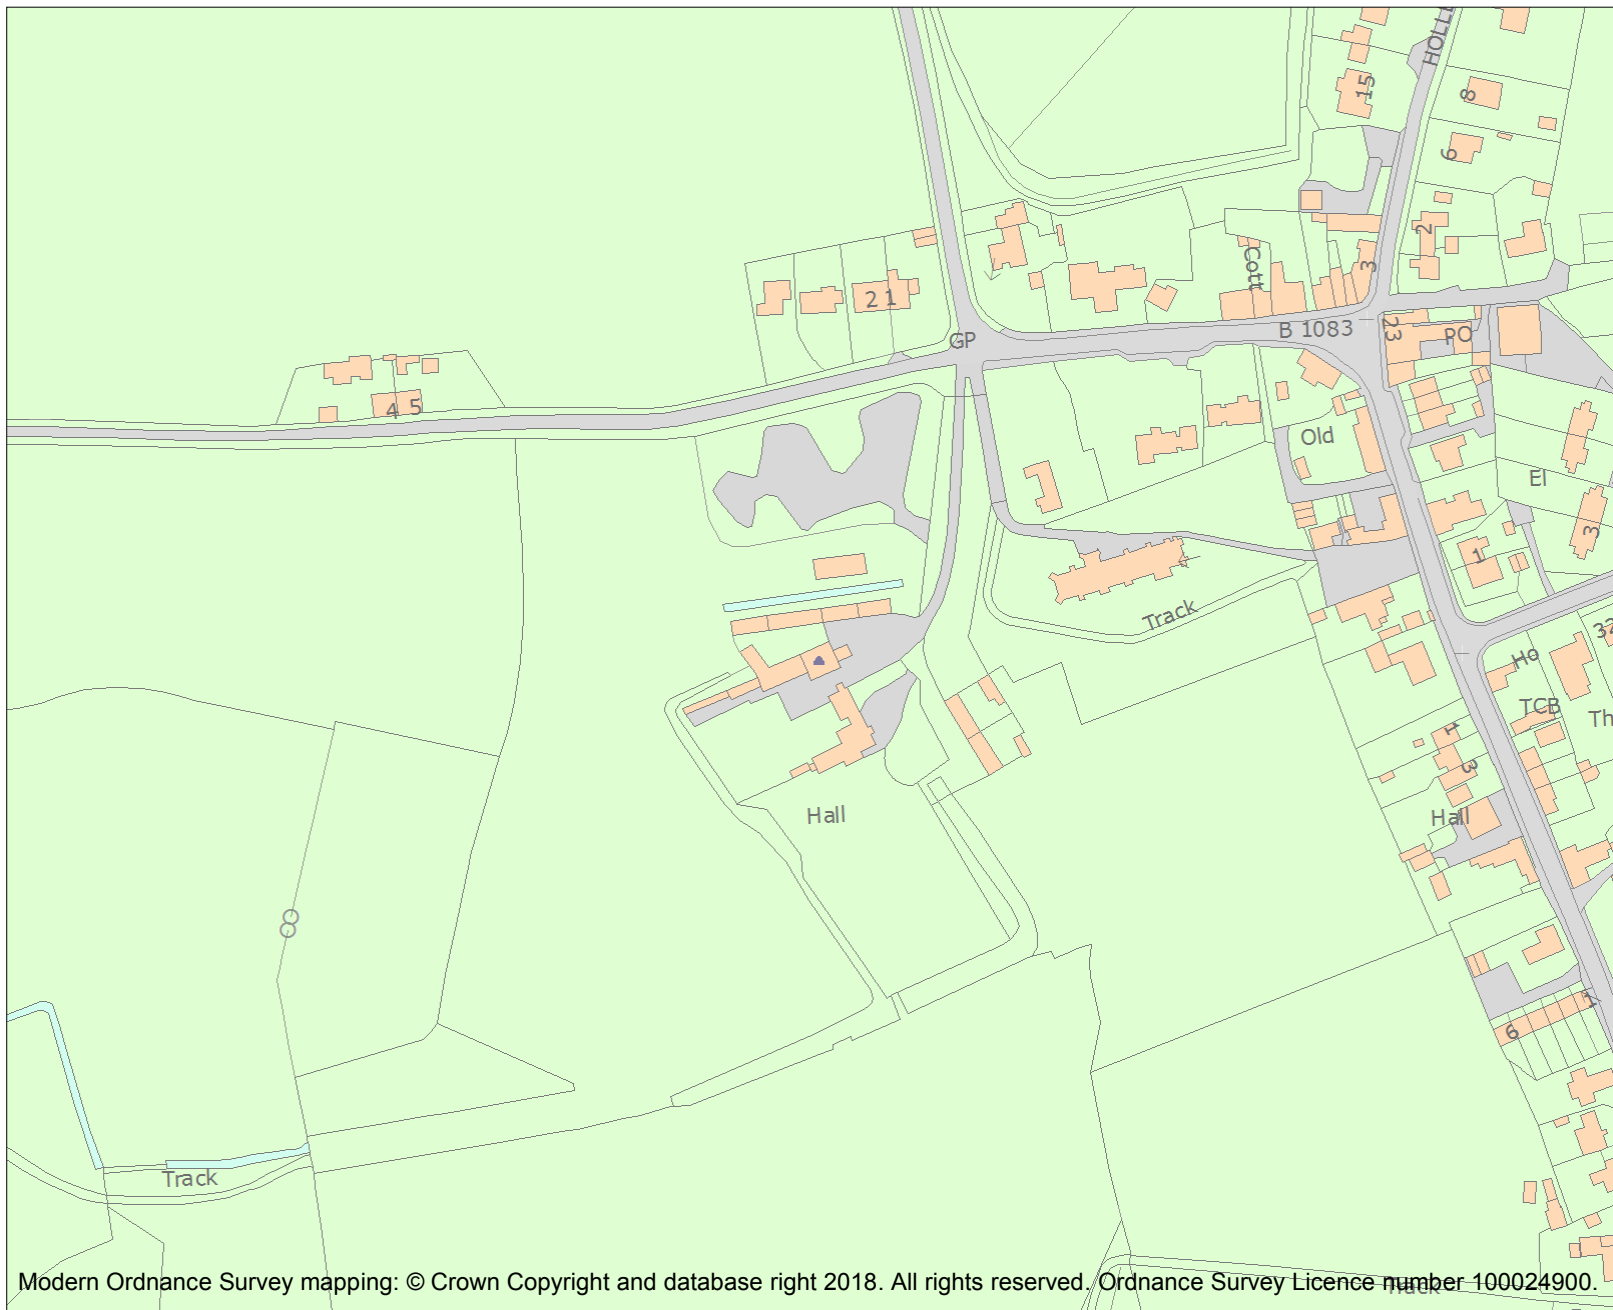 HOLL
15
8
6
2
Cott
3
2 1
B 1083
23
PO
GP
4 5
Old
El
3
1
Track
32
Ho
TCB
Th
1
3
Hall
Hall
1
6
Track
Track
Modern Ordnance Survey mapping: © Crown Copyright and database right 2018. All rights reserved. Ordnance Survey Licence number 100024900.